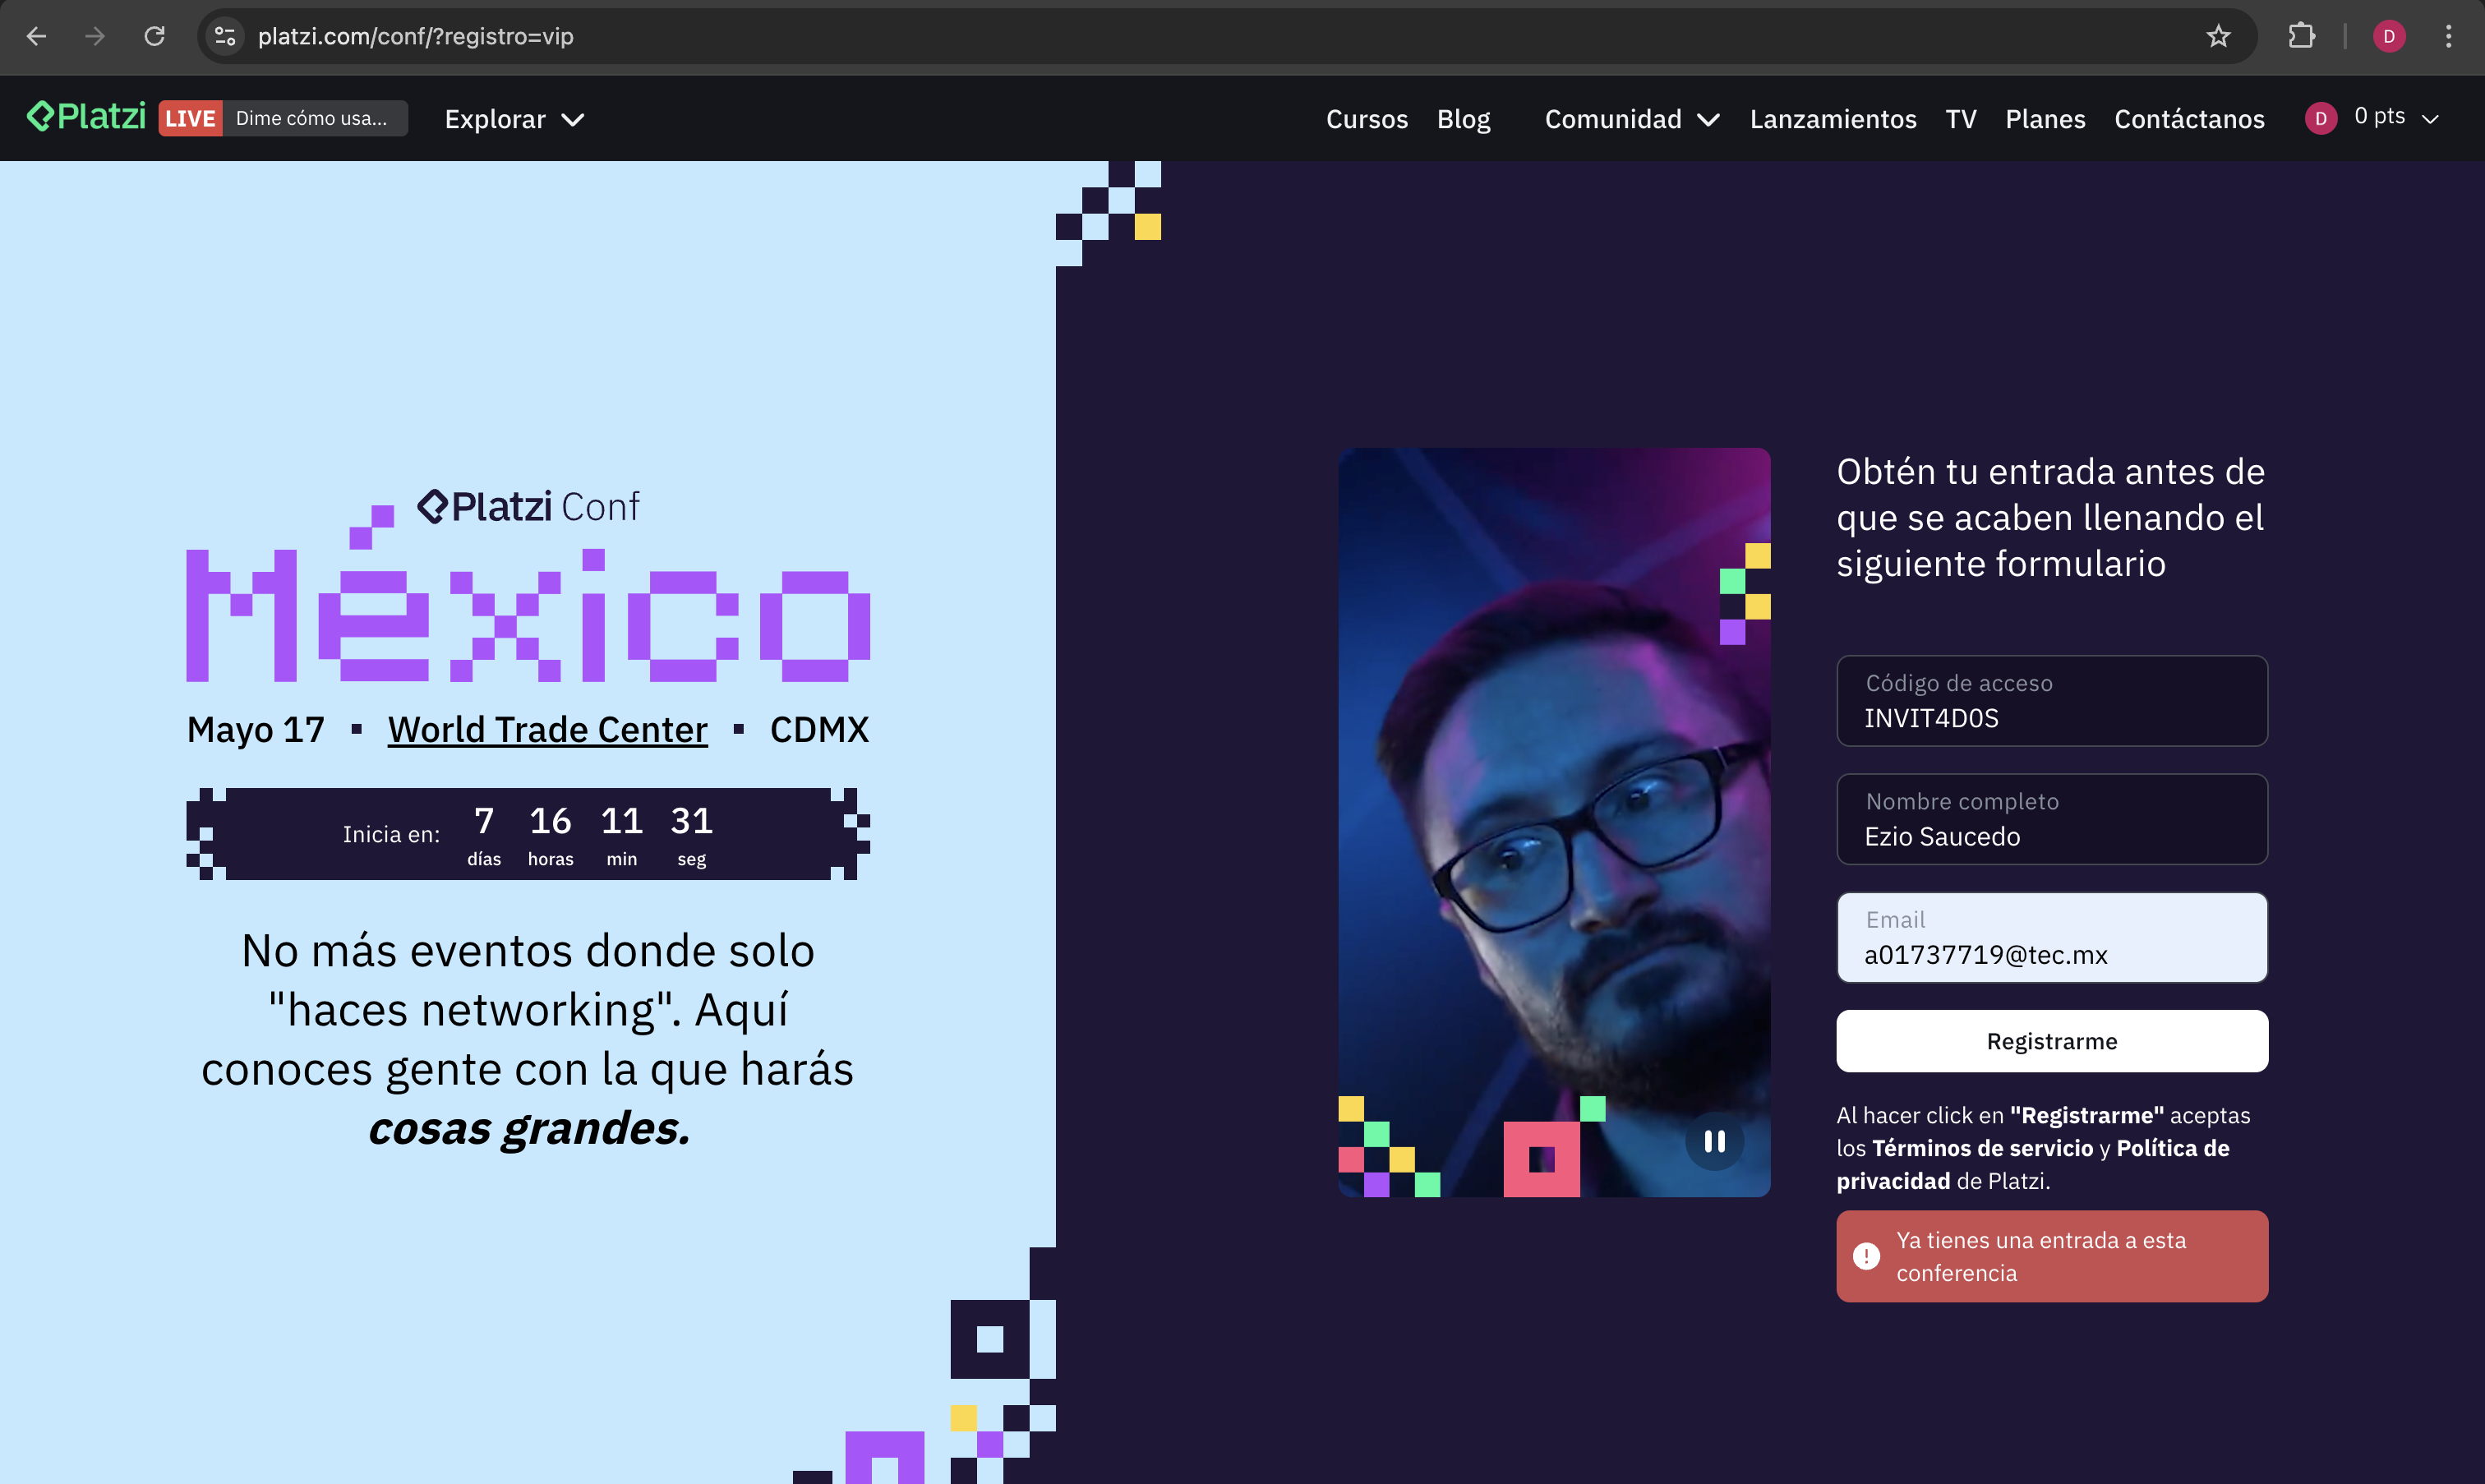 platzi.com/conf/?registro=vip
D
Platzi LIVE Dime cómo usa... Explorar Cursos Blog Comunidad Lanzamientos TV Planes Contáctanos D 0 pts
Platzi Conf
México
Mayo 17 ▪ World Trade Center ▪ CDMX
Inicia en:
7 16 11 31
días horas min seg
No más eventos donde solo
"haces networking". Aquí
conoces gente con la que harás
cosas grandes.
Obtén tu entrada antes de
que se acaben llenando el
siguiente formulario
Código de acceso
INVIT4D0S
Nombre completo
Ezio Saucedo
Email
a01737719@tec.mx
Registrarme
Al hacer click en "Registrarme" aceptas
los Términos de servicio y Política de
privacidad de Platzi.
Ya tienes una entrada a esta
conferencia